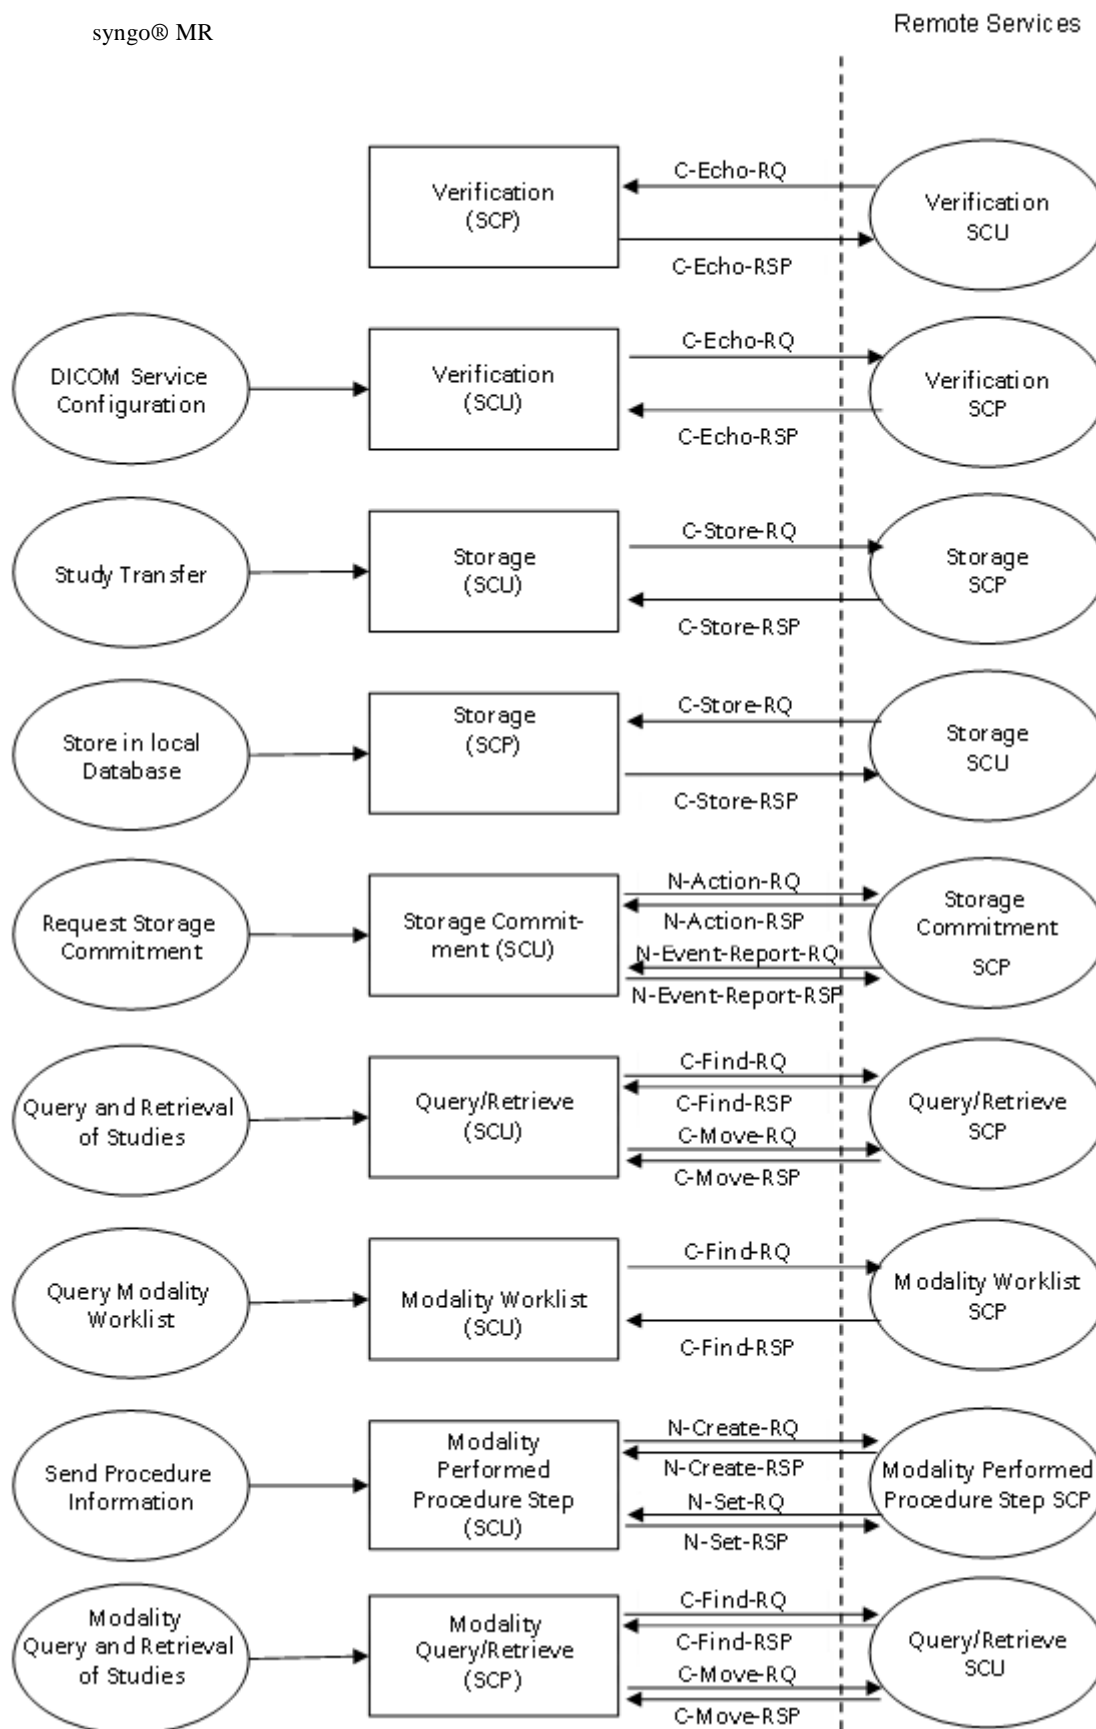 syngo® MR
Remote Services
Verification
(SCP)
C-Echo-RQ
C-Echo-RSP
Verification
SCU
DICOM Service
Configuration
Verification
(SCU)
C-Echo-RQ
C-Echo-RSP
Verification
SCP
Study Transfer
Storage
(SCU)
C-Store-RQ
C-Store-RSP
Storage
SCP
Store in local
Database
Storage
(SCP)
C-Store-RQ
C-Store-RSP
Storage
SCU
Request Storage
Commitment
Storage Commit-
ment (SCU)
N-Action-RQ
N-Action-RSP
N-Event-Report-RQ
N-Event-Report-RSP
Storage
Commitment
SCP
Query and Retrieval
of Studies
Query/Retrieve
(SCU)
C-Find-RQ
C-Find-RSP
C-Move-RQ
C-Move-RSP
Query/Retrieve
SCP
Query Modality
Worklist
Modality Worklist
(SCU)
C-Find-RQ
C-Find-RSP
Modality Worklist
SCP
Send Procedure
Information
Modality
Performed
Procedure Step
(SCU)
N-Create-RQ
N-Create-RSP
N-Set-RQ
N-Set-RSP
Modality Performed
Procedure Step SCP
Modality
Query and Retrieval
of Studies
Modality
Query/Retrieve
(SCP)
C-Find-RQ
C-Find-RSP
C-Move-RQ
C-Move-RSP
Query/Retrieve
SCU